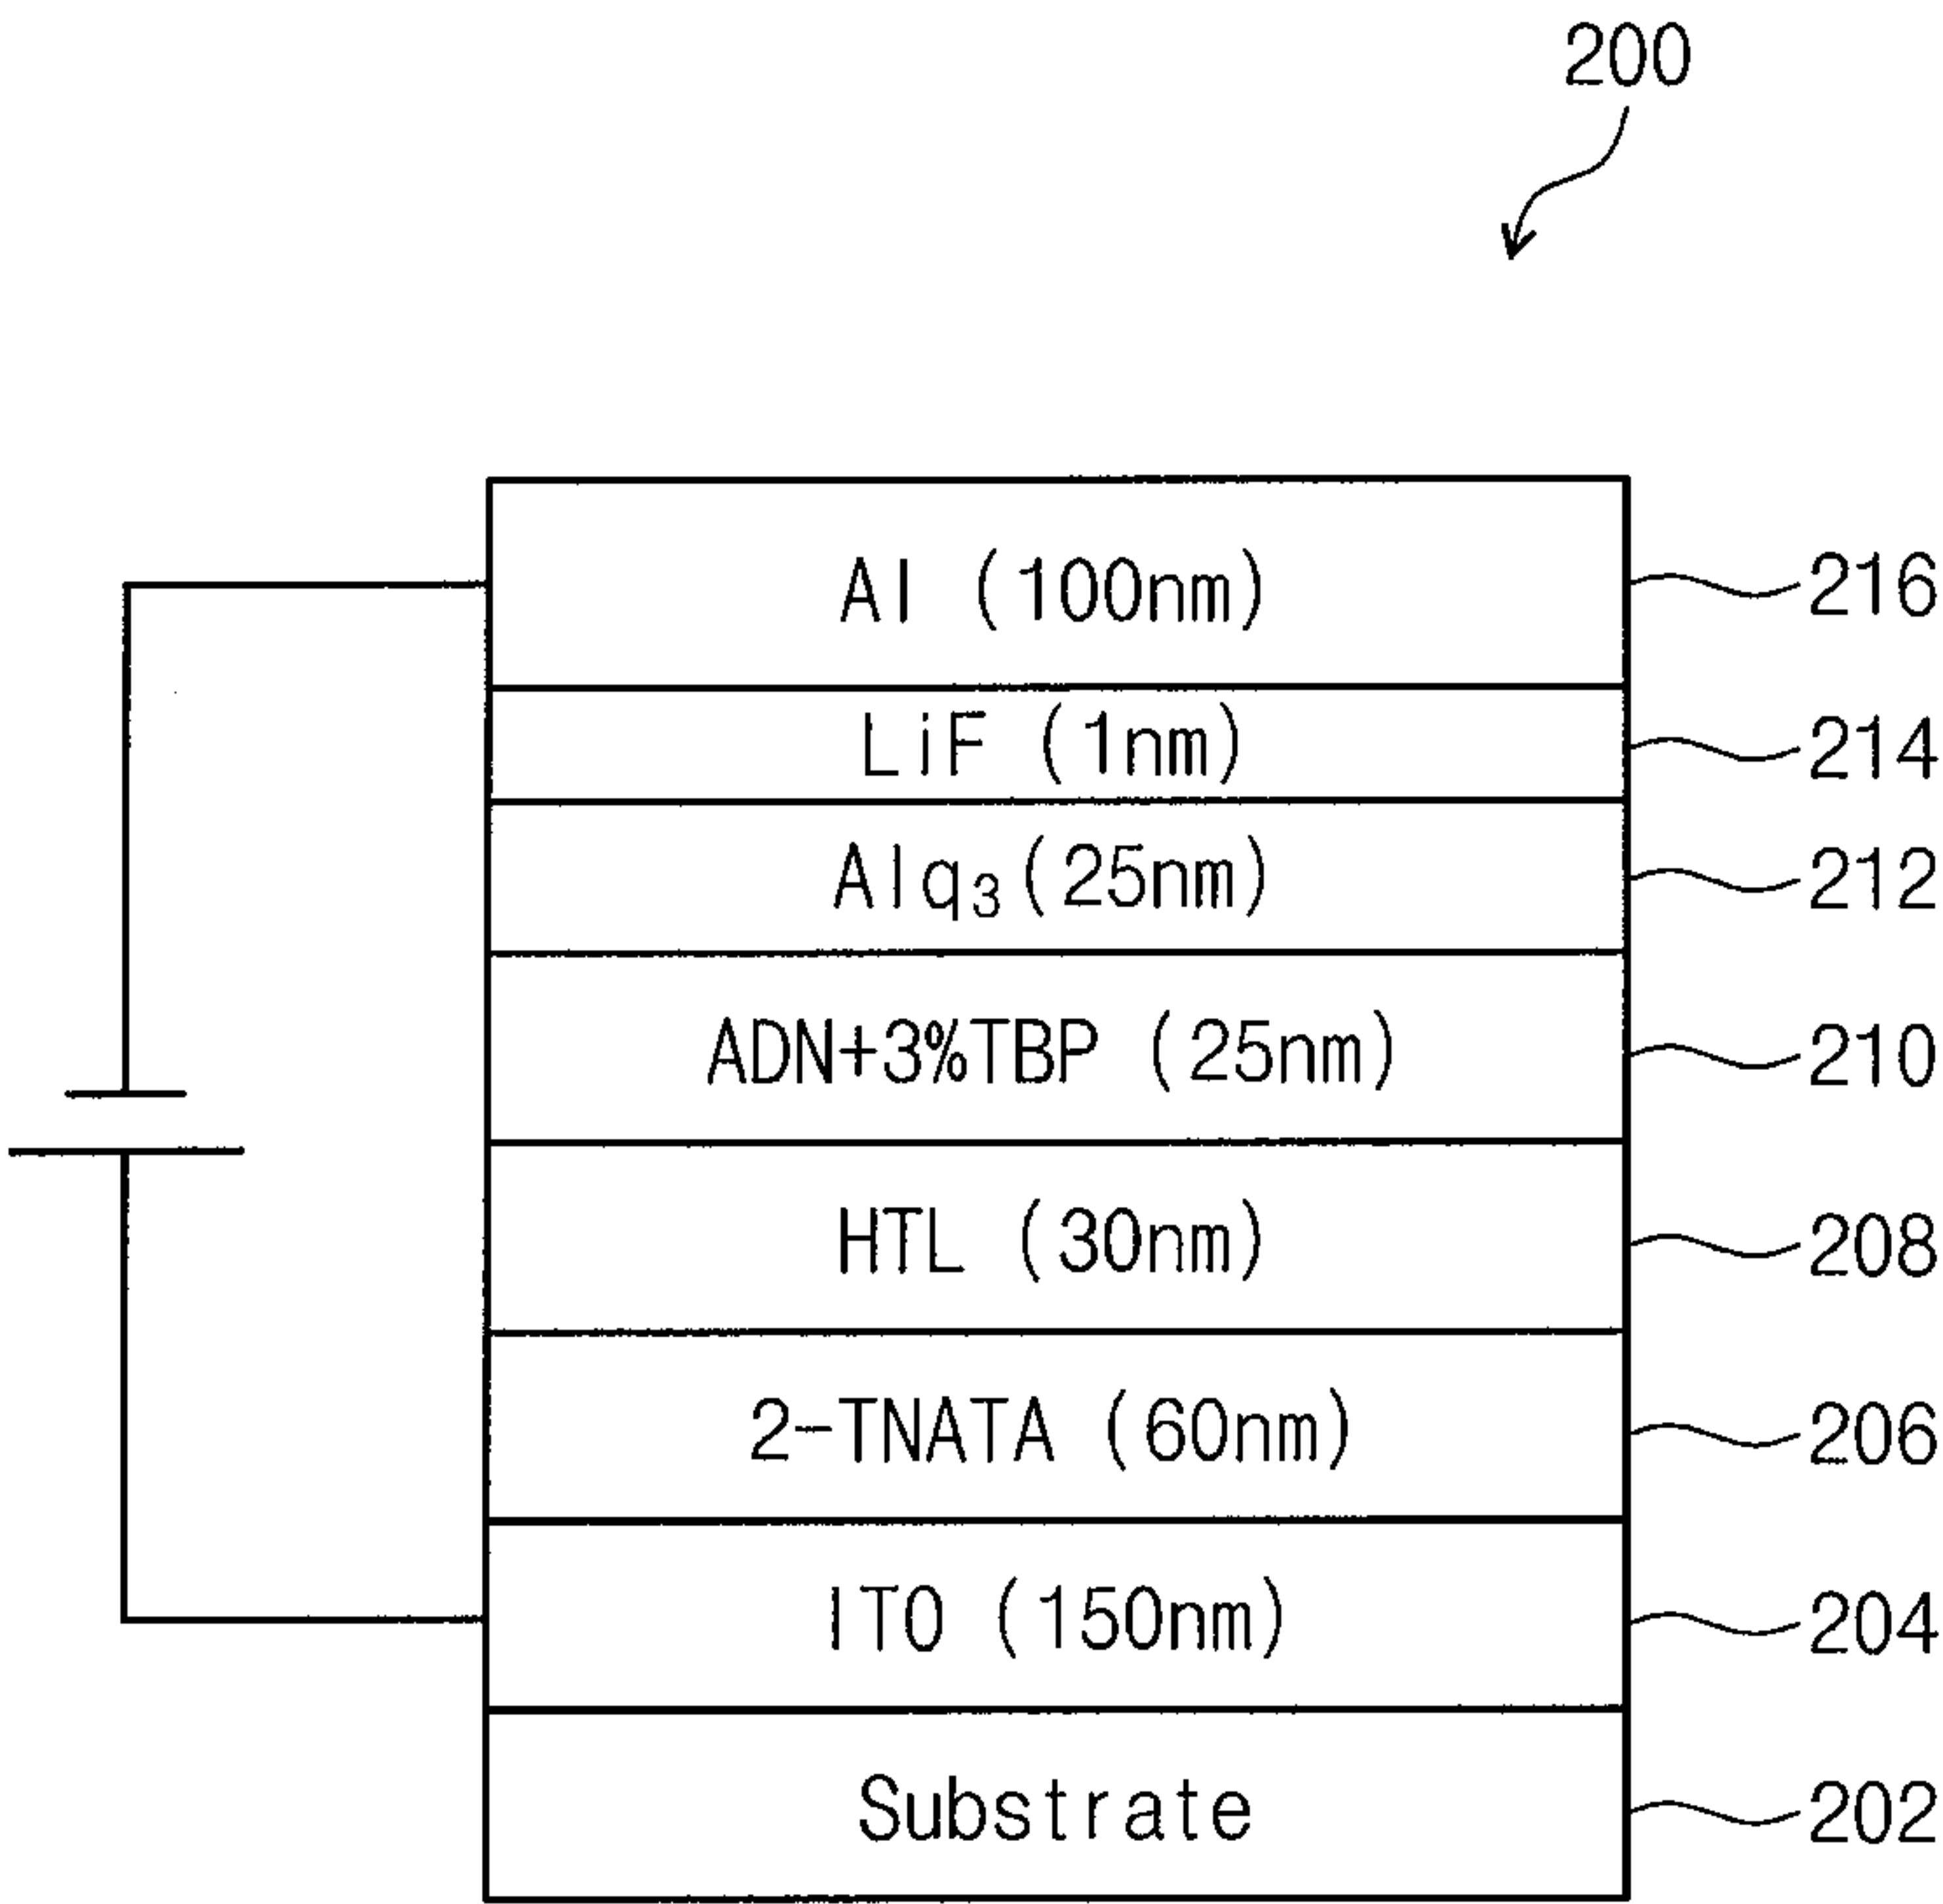 200
Al (100nm) 216
LiF (1nm) 214
Alq₃(25nm) 212
ADN+3%TBP (25nm) 210
HTL (30nm) 208
2-TNATA (60nm) 206
ITO (150nm) 204
Substrate 202